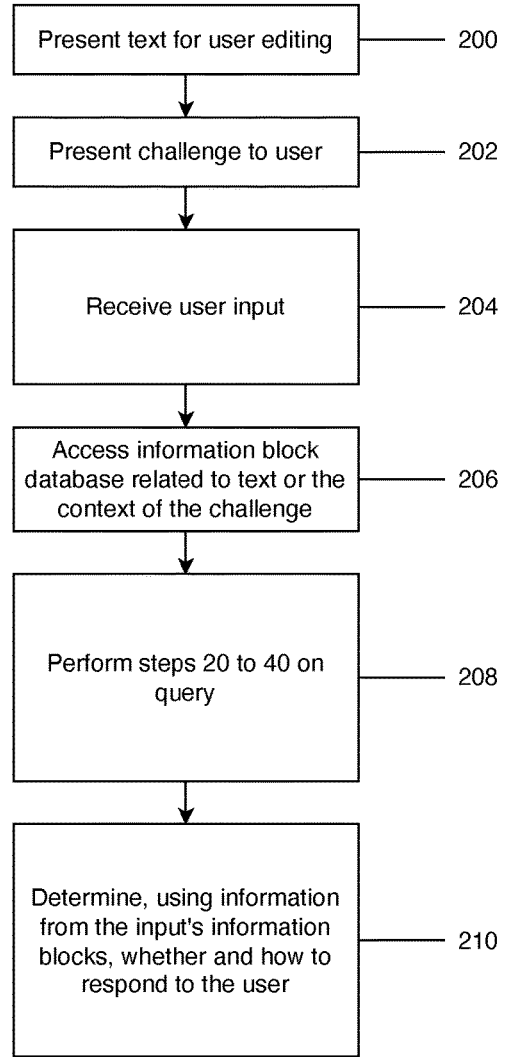 Present text for user editing
200
Present challenge to user
202
Receive user input
204
Access information block
database related to text or the
context of the challenge
206
Perform steps 20 to 40 on
query
208
Determine, using information
from the input's information
blocks, whether and how to
respond to the user
210